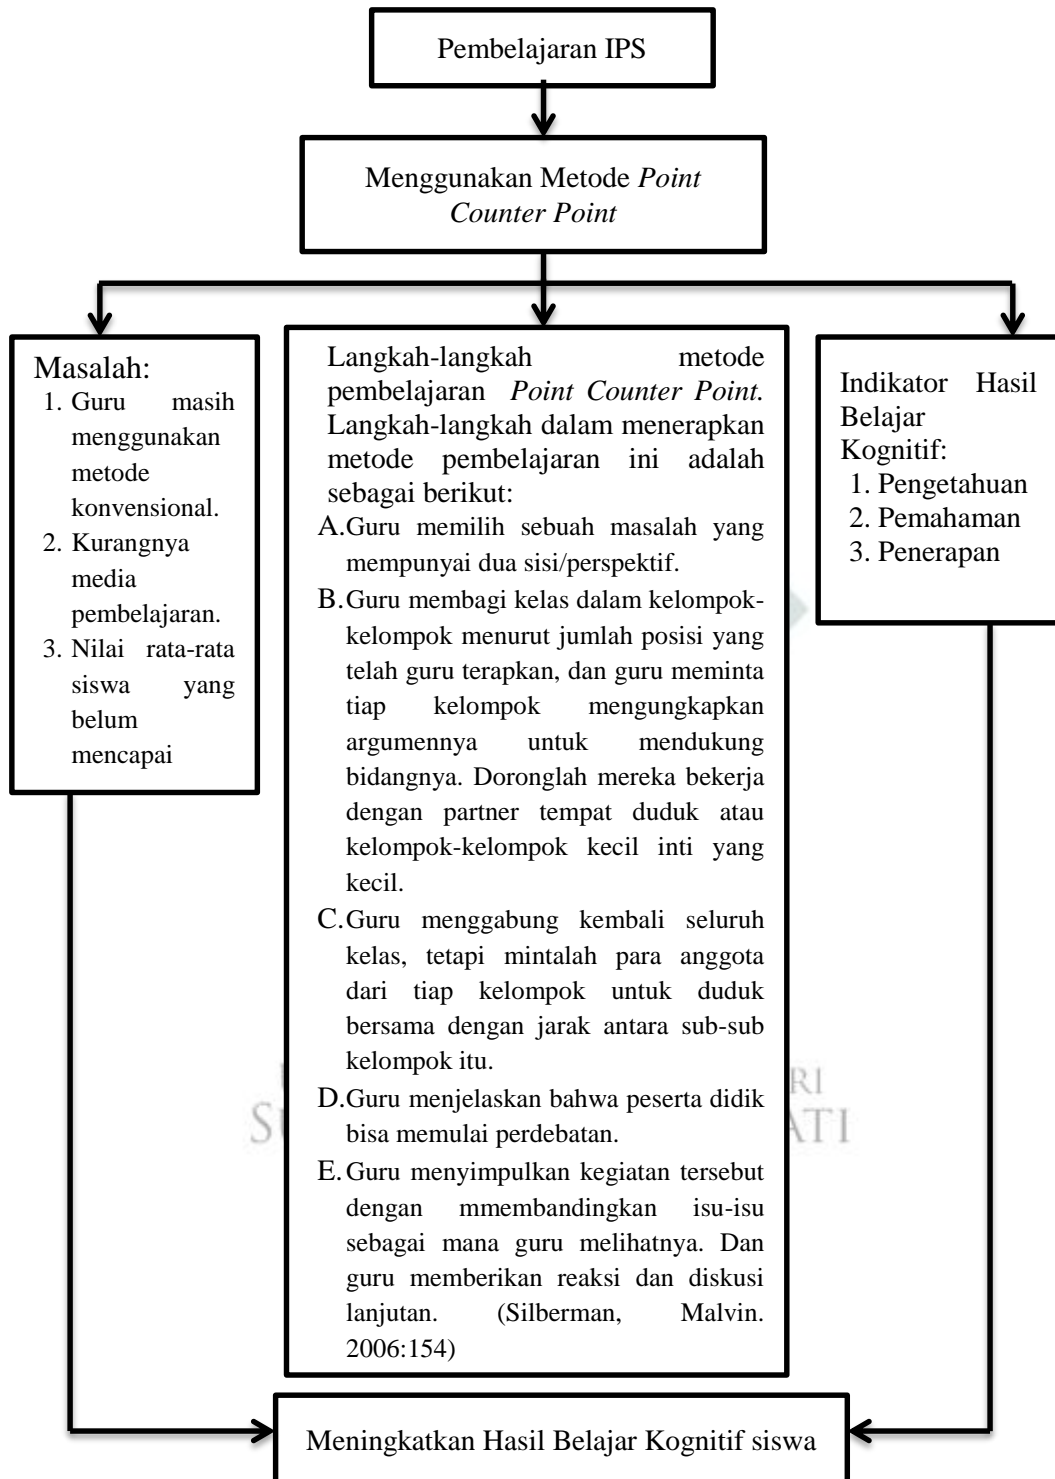 Pembelajaran IPS
Menggunakan Metode Point
Counter Point
Masalah:
1. Guru masih
menggunakan
metode
konvensional.
2. Kurangnya
media
pembelajaran.
3. Nilai rata-rata
siswa yang
belum
mencapai
Langkah-langkah metode
pembelajaran Point Counter Point.
Langkah-langkah dalam menerapkan
metode pembelajaran ini adalah
sebagai berikut:
A. Guru memilih sebuah masalah yang
mempunyai dua sisi/perspektif.
B. Guru membagi kelas dalam kelompok-
kelompok menurut jumlah posisi yang
telah guru terapkan, dan guru meminta
tiap kelompok mengungkapkan
argumennya untuk mendukung
bidangnya. Doronglah mereka bekerja
dengan partner tempat duduk atau
kelompok-kelompok kecil inti yang
kecil.
C. Guru menggabung kembali seluruh
kelas, tetapi mintalah para anggota
dari tiap kelompok untuk duduk
bersama dengan jarak antara sub-sub
kelompok itu.
D. Guru menjelaskan bahwa peserta didik
bisa memulai perdebatan.
E. Guru menyimpulkan kegiatan tersebut
dengan mmembandingkan isu-isu
sebagai mana guru melihatnya. Dan
guru memberikan reaksi dan diskusi
lanjutan. (Silberman, Malvin.
2006:154)
Indikator Hasil
Belajar
Kognitif:
1. Pengetahuan
2. Pemahaman
3. Penerapan
Meningkatkan Hasil Belajar Kognitif siswa